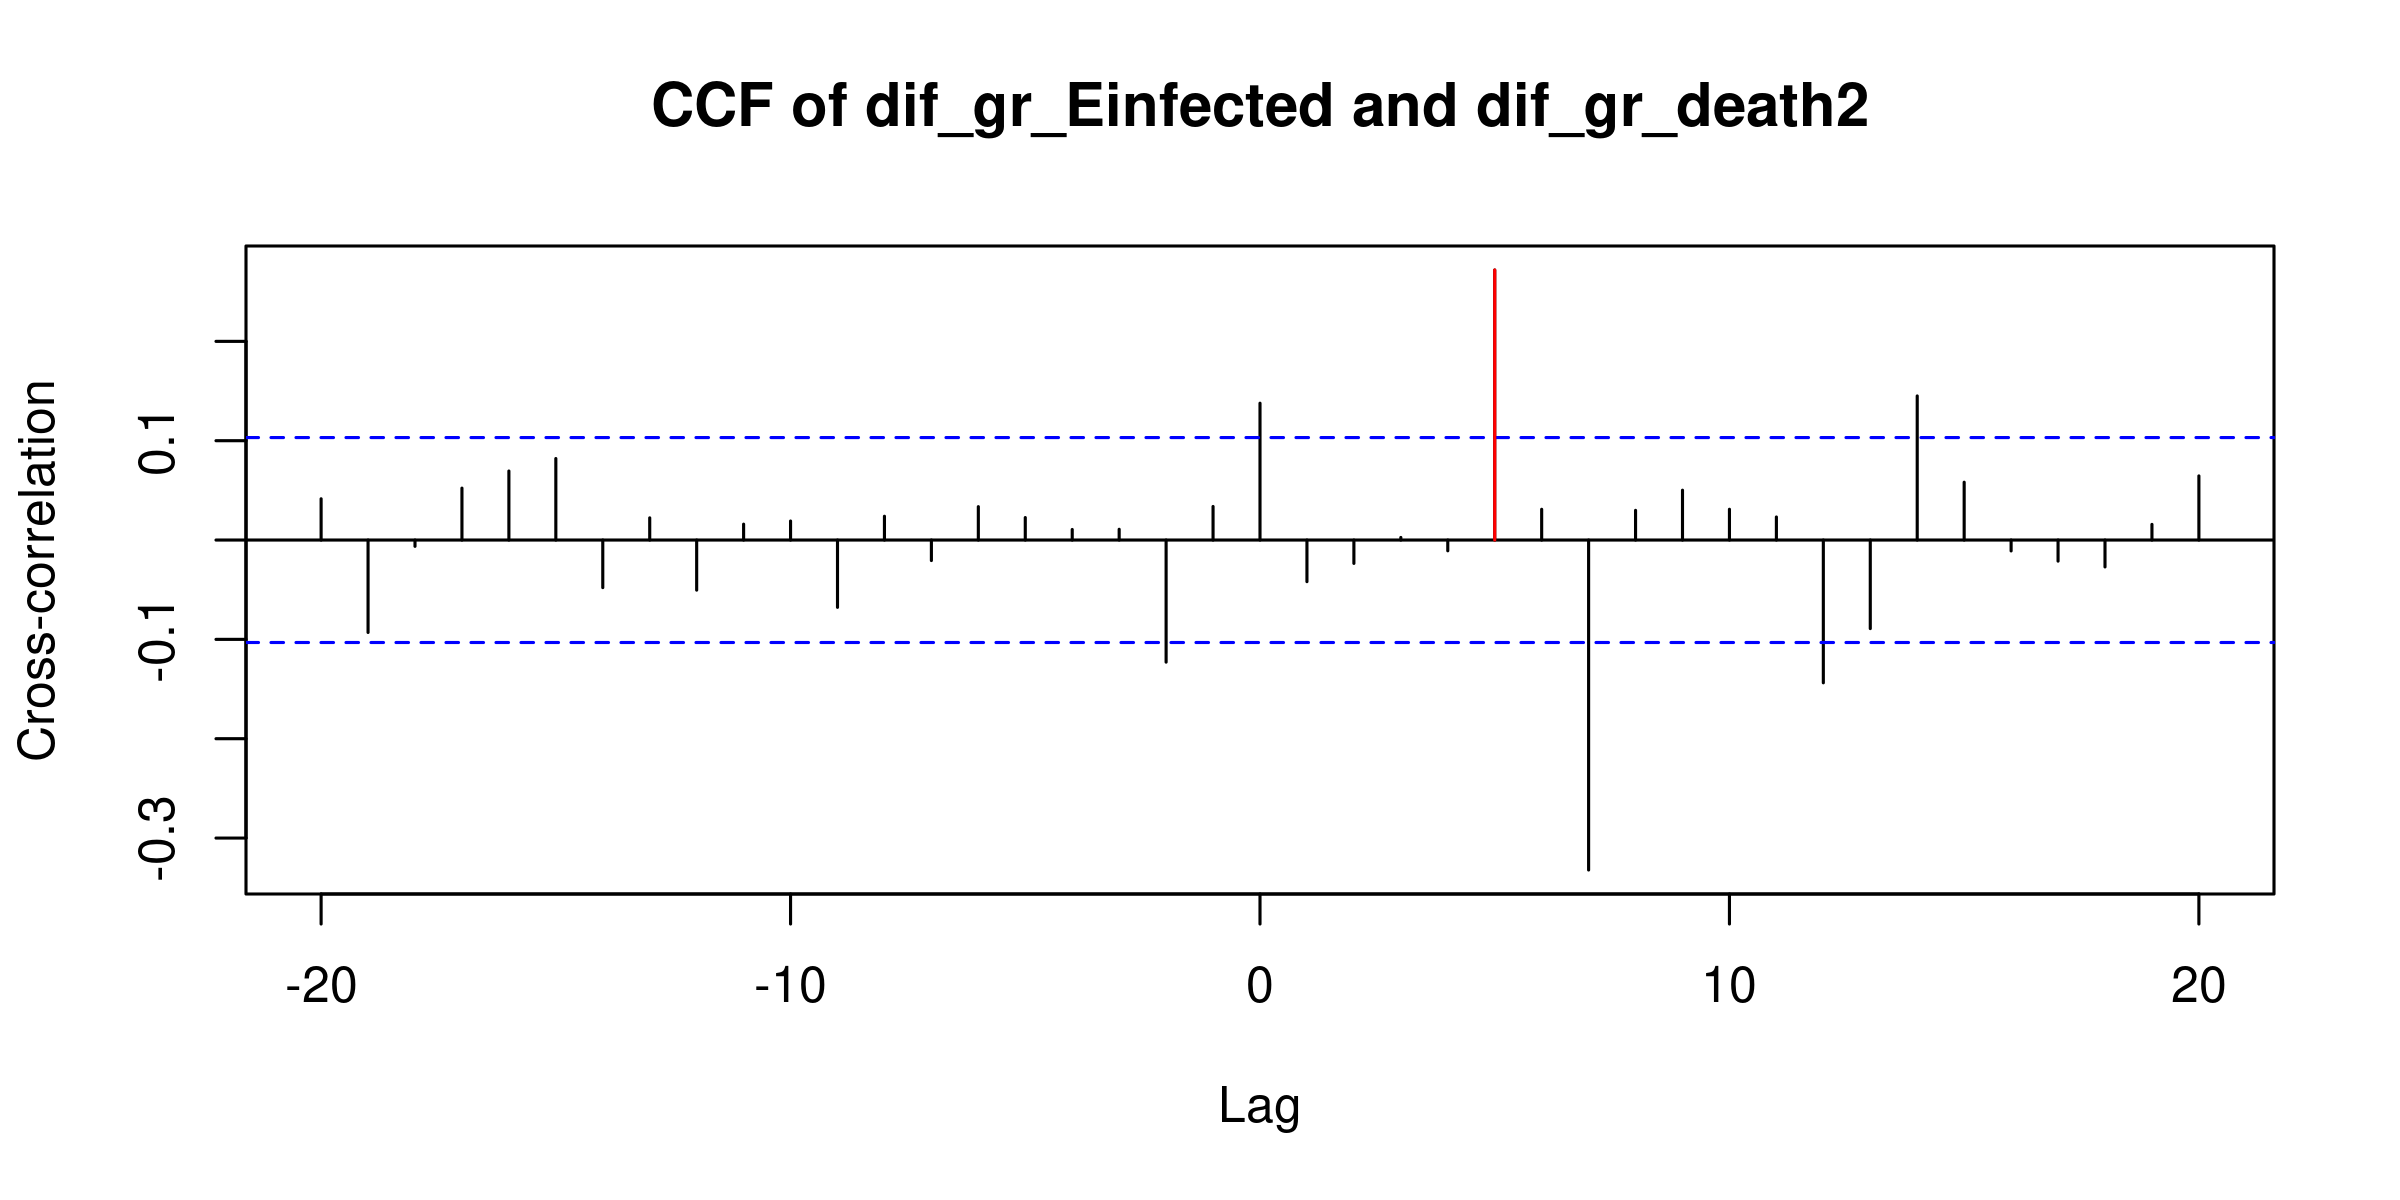 CCF of dif_gr_Einfected and dif_gr_death2
Cross-correlation
0.1
-0.1
-0.3
-20
-10
0
10
20
Lag